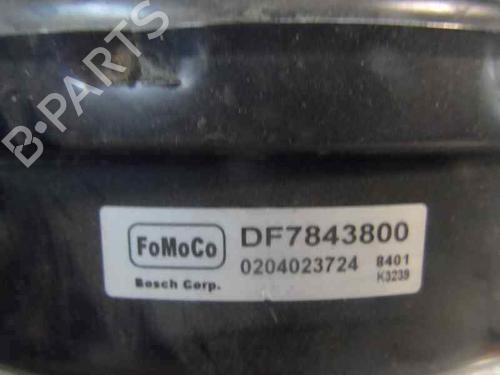 B-PARTS
FoMoCo
DF7843800
0204023724 8401
K3239
Bosch Corp.